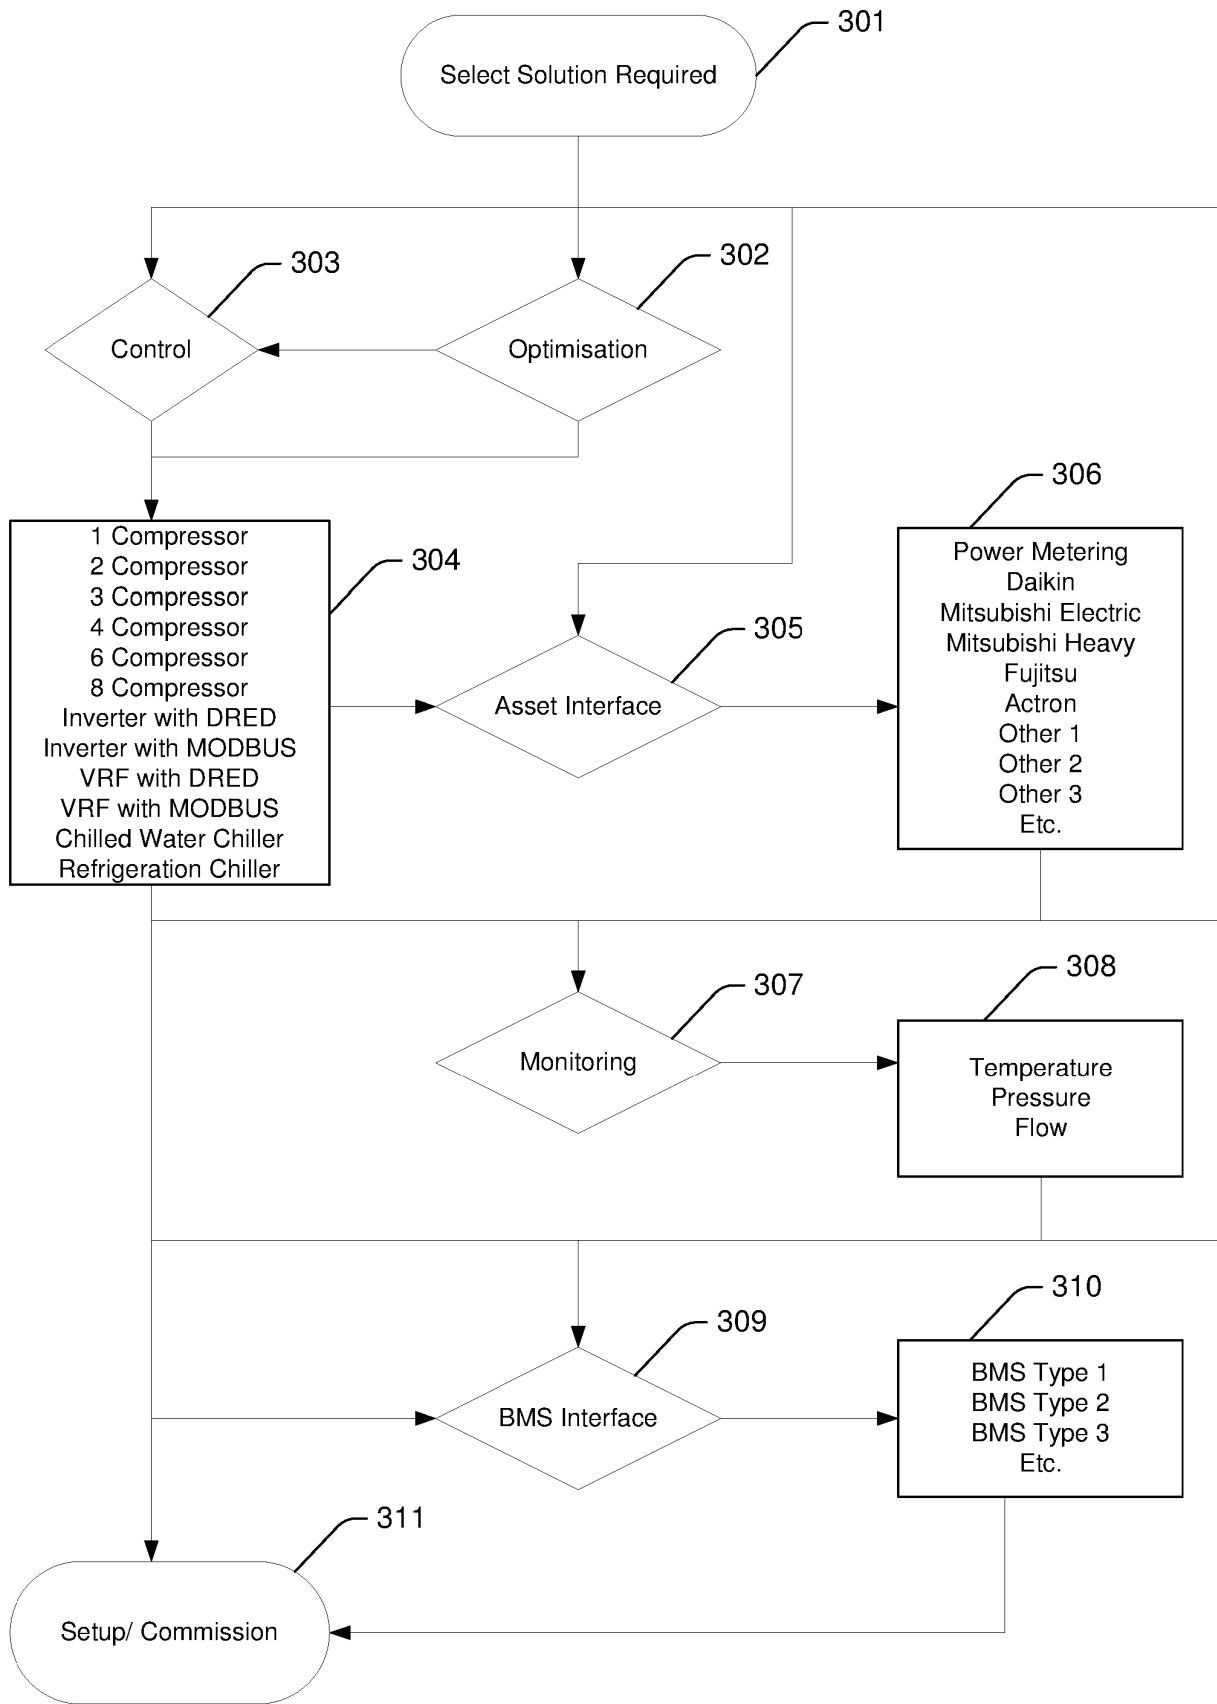 301
Select Solution Required
303
302
Control
Optimisation
304
1 Compressor
2 Compressor
3 Compressor
4 Compressor
6 Compressor
8 Compressor
Inverter with DRED
Inverter with MODBUS
VRF with DRED
VRF with MODBUS
Chilled Water Chiller
Refrigeration Chiller
305
Asset Interface
306
Power Metering
Daikin
Mitsubishi Electric
Mitsubishi Heavy
Fujitsu
Actron
Other 1
Other 2
Other 3
Etc.
307
Monitoring
308
Temperature
Pressure
Flow
309
BMS Interface
310
BMS Type 1
BMS Type 2
BMS Type 3
Etc.
311
Setup/ Commission